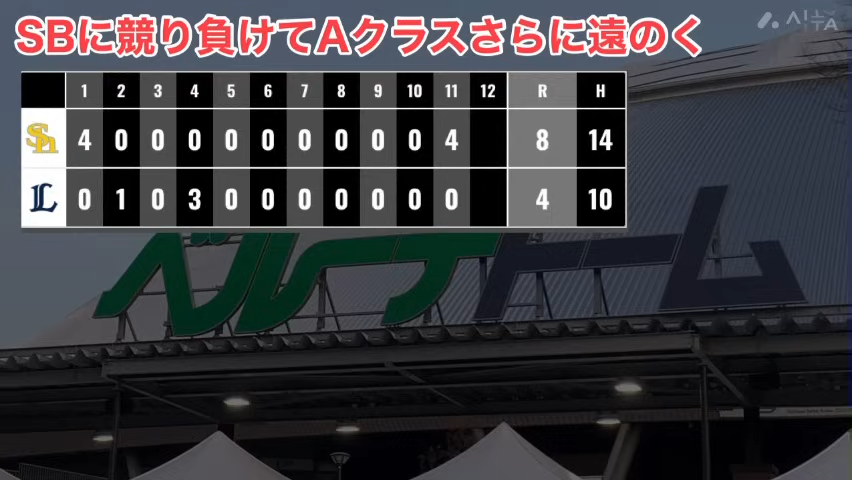 SBに競り負けてAクラスさらに遠のく
AITA
1 2 3 4 5 6 7 8 9 10 11 12 R H
Sh 4 0 0 0 0 0 0 0 0 0 4 8 14
L 0 1 0 3 0 0 0 0 0 0 0 4 10
ベルーナドーム